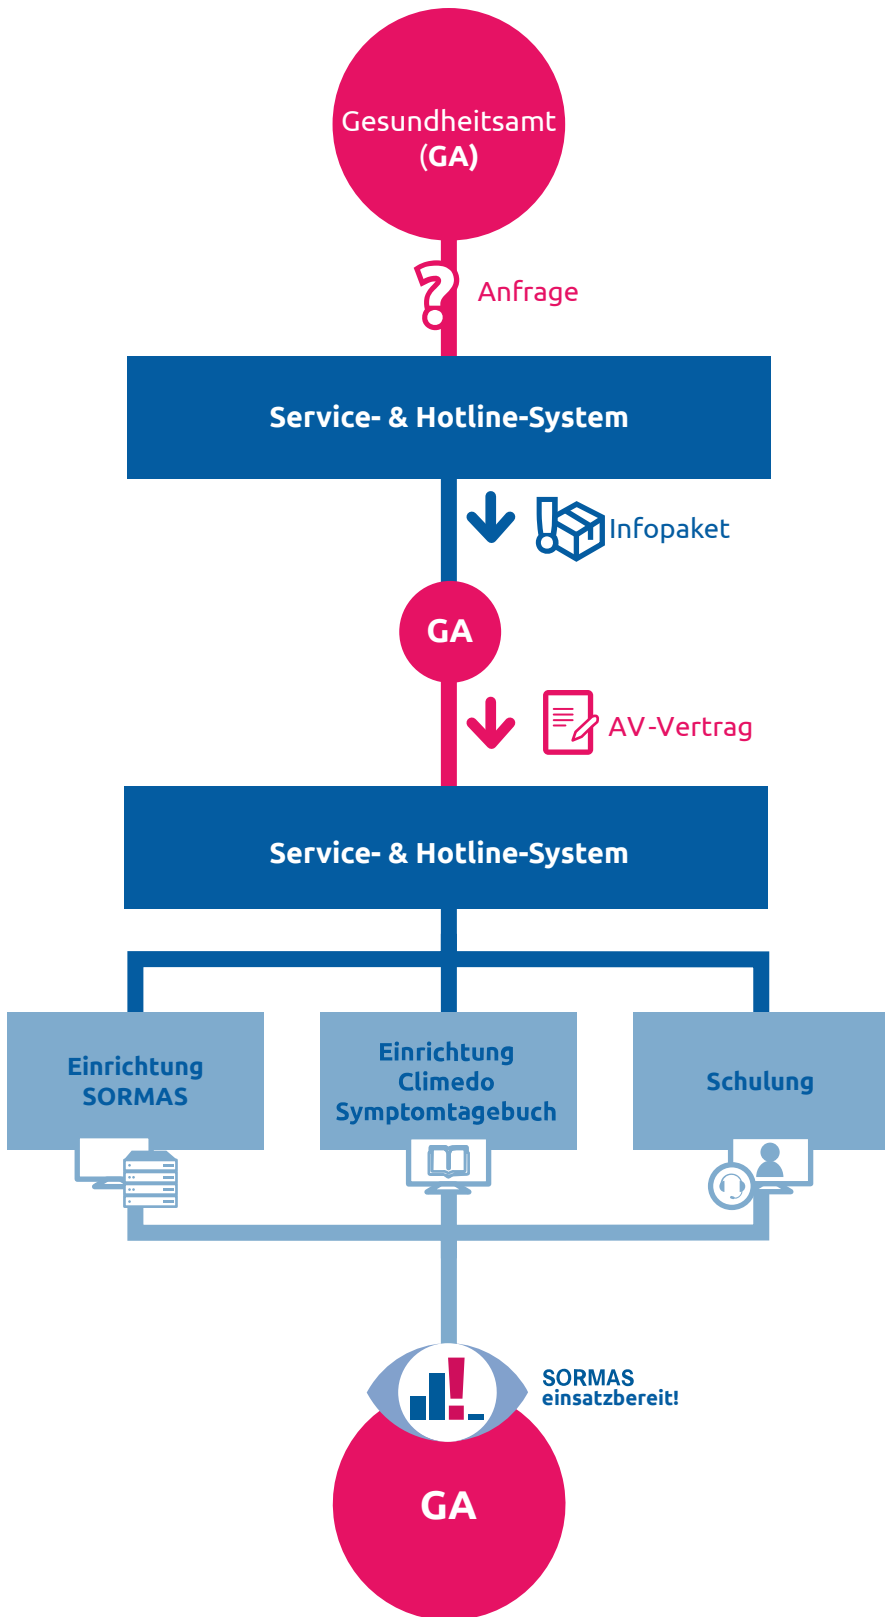 Gesundheitsamt
(GA)
Anfrage
Service- & Hotline-System
Infopaket
GA
AV-Vertrag
Service- & Hotline-System
Einrichtung
SORMAS
Einrichtung
Climedo
Symptomtagebuch
Schulung
SORMAS
einsatzbereit!
GA